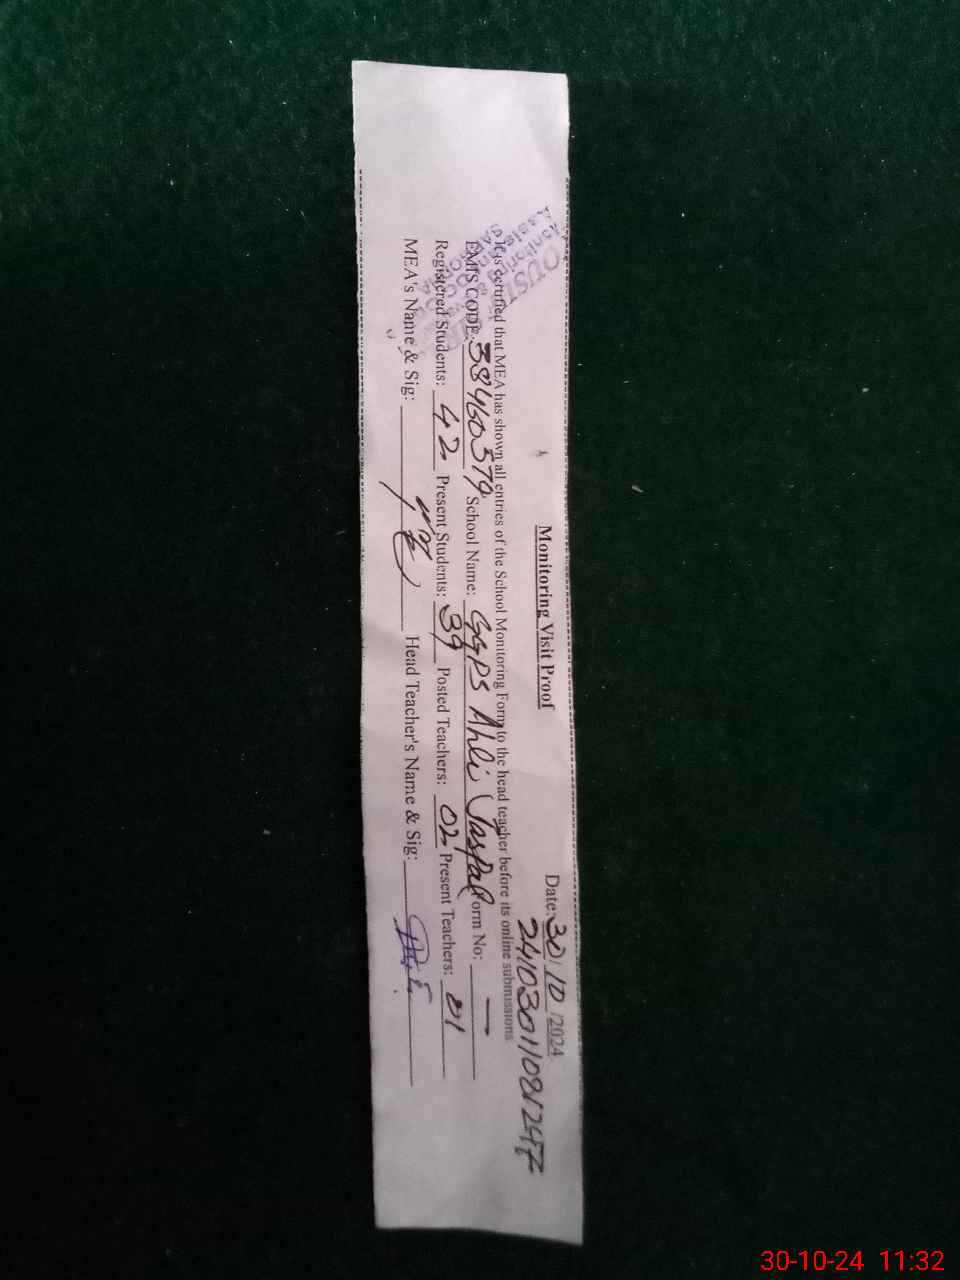 Monitoring Visit Proof
Date: 30/10/2024
24103011081247
It is certified that MEA has shown all entries of the School Monitoring Form to the head teacher before its online submissions
EMIS CODE: 38460379 School Name: GGPS Ahli Jaspal Form No: —
Registered Students: 42 Present Students: 39 Posted Teachers: 02 Present Teachers: 01
MEA's Name & Sig: Head Teacher's Name & Sig:
30-10-24 11:32